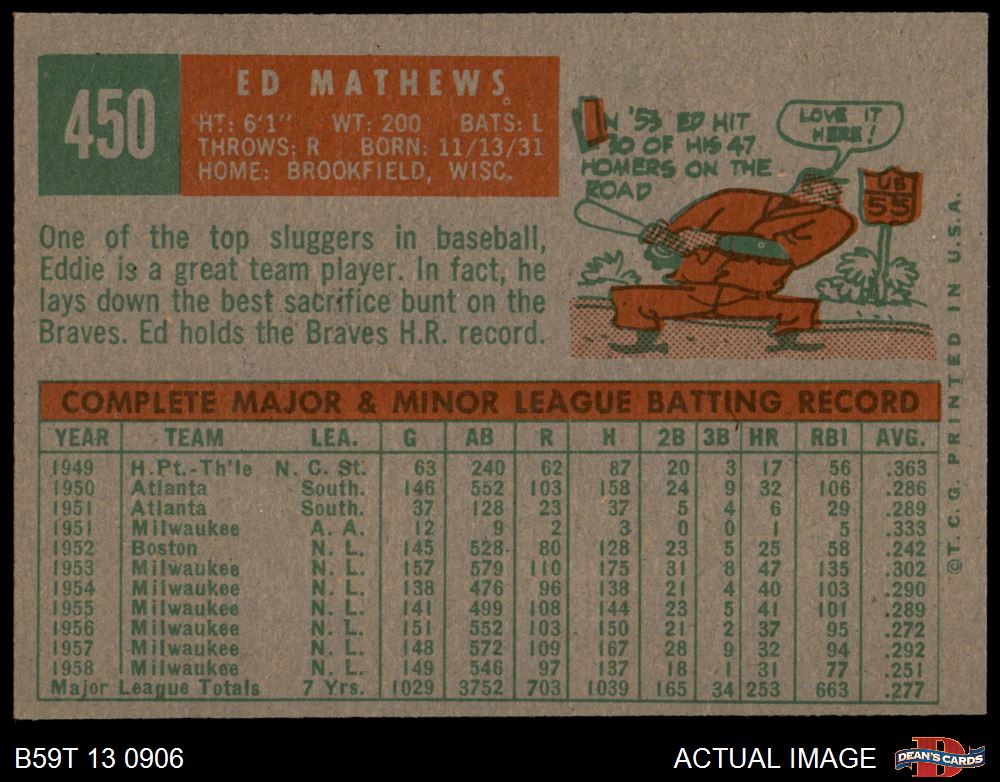 450
ED MATHEWS
HT: 6'1" WT: 200 BATS: L
THROWS: R BORN: 11/13/31
HOME: BROOKFIELD, WISC.
IN '53 ED HIT
30 OF HIS 47
HOMERS ON THE
ROAD
LOVE IT
HERE!
US
55
One of the top sluggers in baseball,
Eddie is a great team player. In fact, he
lays down the best sacrifice bunt on the
Braves. Ed holds the Braves H.R. record.
COMPLETE MAJOR & MINOR LEAGUE BATTING RECORD
YEAR TEAM LEA. G AB R H 2B 3B HR RBI AVG.
1949 H.Pt.-Th'le N. C. St. 63 240 62 87 20 3 17 56 .363
1950 Atlanta South. 146 552 103 158 24 9 32 106 .286
1951 Atlanta South. 37 128 23 37 5 4 6 29 .289
1951 Milwaukee A. A. 12 9 2 3 0 0 1 5 .333
1952 Boston N. L. 145 528 80 128 23 5 25 58 .242
1953 Milwaukee N. L. 157 579 110 175 31 8 47 135 .302
1954 Milwaukee N. L. 138 476 96 138 21 4 40 103 .290
1955 Milwaukee N. L. 141 499 108 144 23 5 41 101 .289
1956 Milwaukee N. L. 151 552 103 150 21 2 37 95 .272
1957 Milwaukee N. L. 148 572 109 167 28 9 32 94 .292
1958 Milwaukee N. L. 149 546 97 137 18 1 31 77 .251
Major League Totals 7 Yrs. 1029 3752 703 1039 165 34 253 663 .277
©T. C. G. PRINTED IN U.S.A.
B59T 13 0906
ACTUAL IMAGE
DEAN'S CARDS